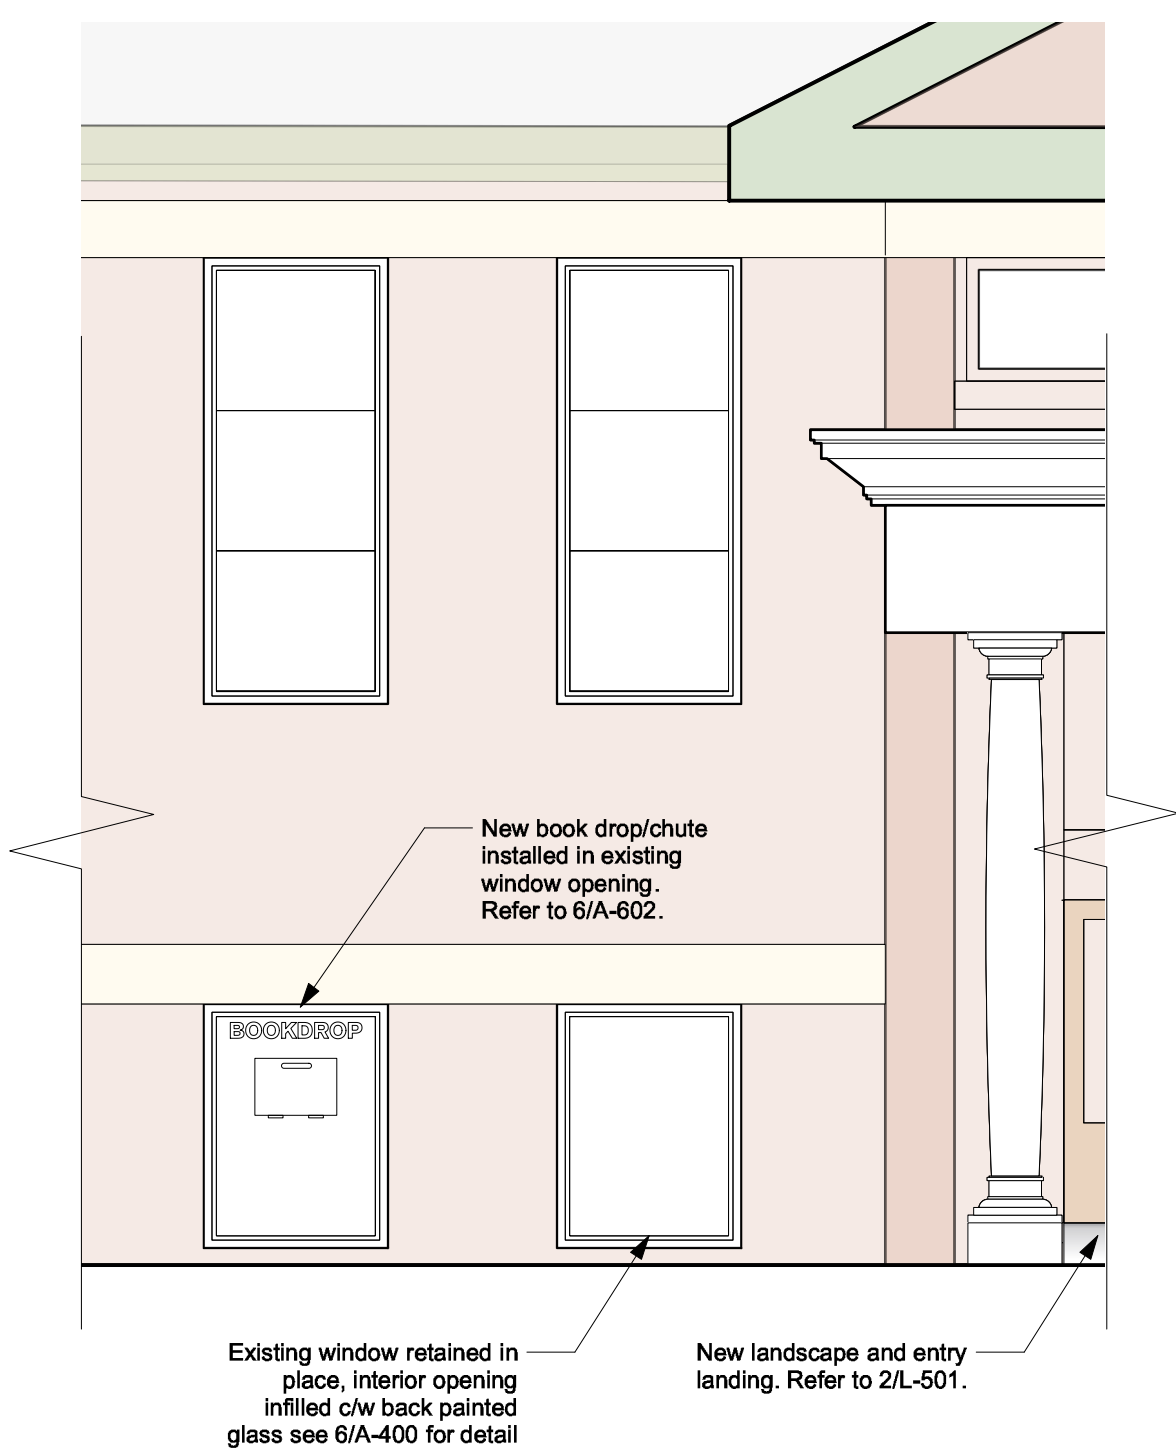 New book drop/chute
installed in existing
window opening.
Refer to 6/A-602.
BOOKDROP
Existing window retained in
place, interior opening
infilled c/w back painted
glass see 6/A-400 for detail
New landscape and entry
landing. Refer to 2/L-501.